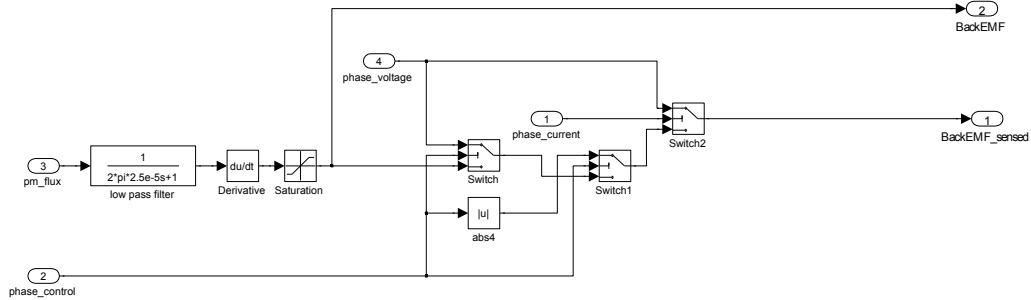 2
BackEMF
4
phase_voltage
1
phase_current
1
BackEMF_sensed
Switch2
3
pm_flux
1
2*pi*2.5e-5s+1
low pass filter
du/dt
Derivative
Saturation
Switch
Switch1
|u|
abs4
2
phase_control